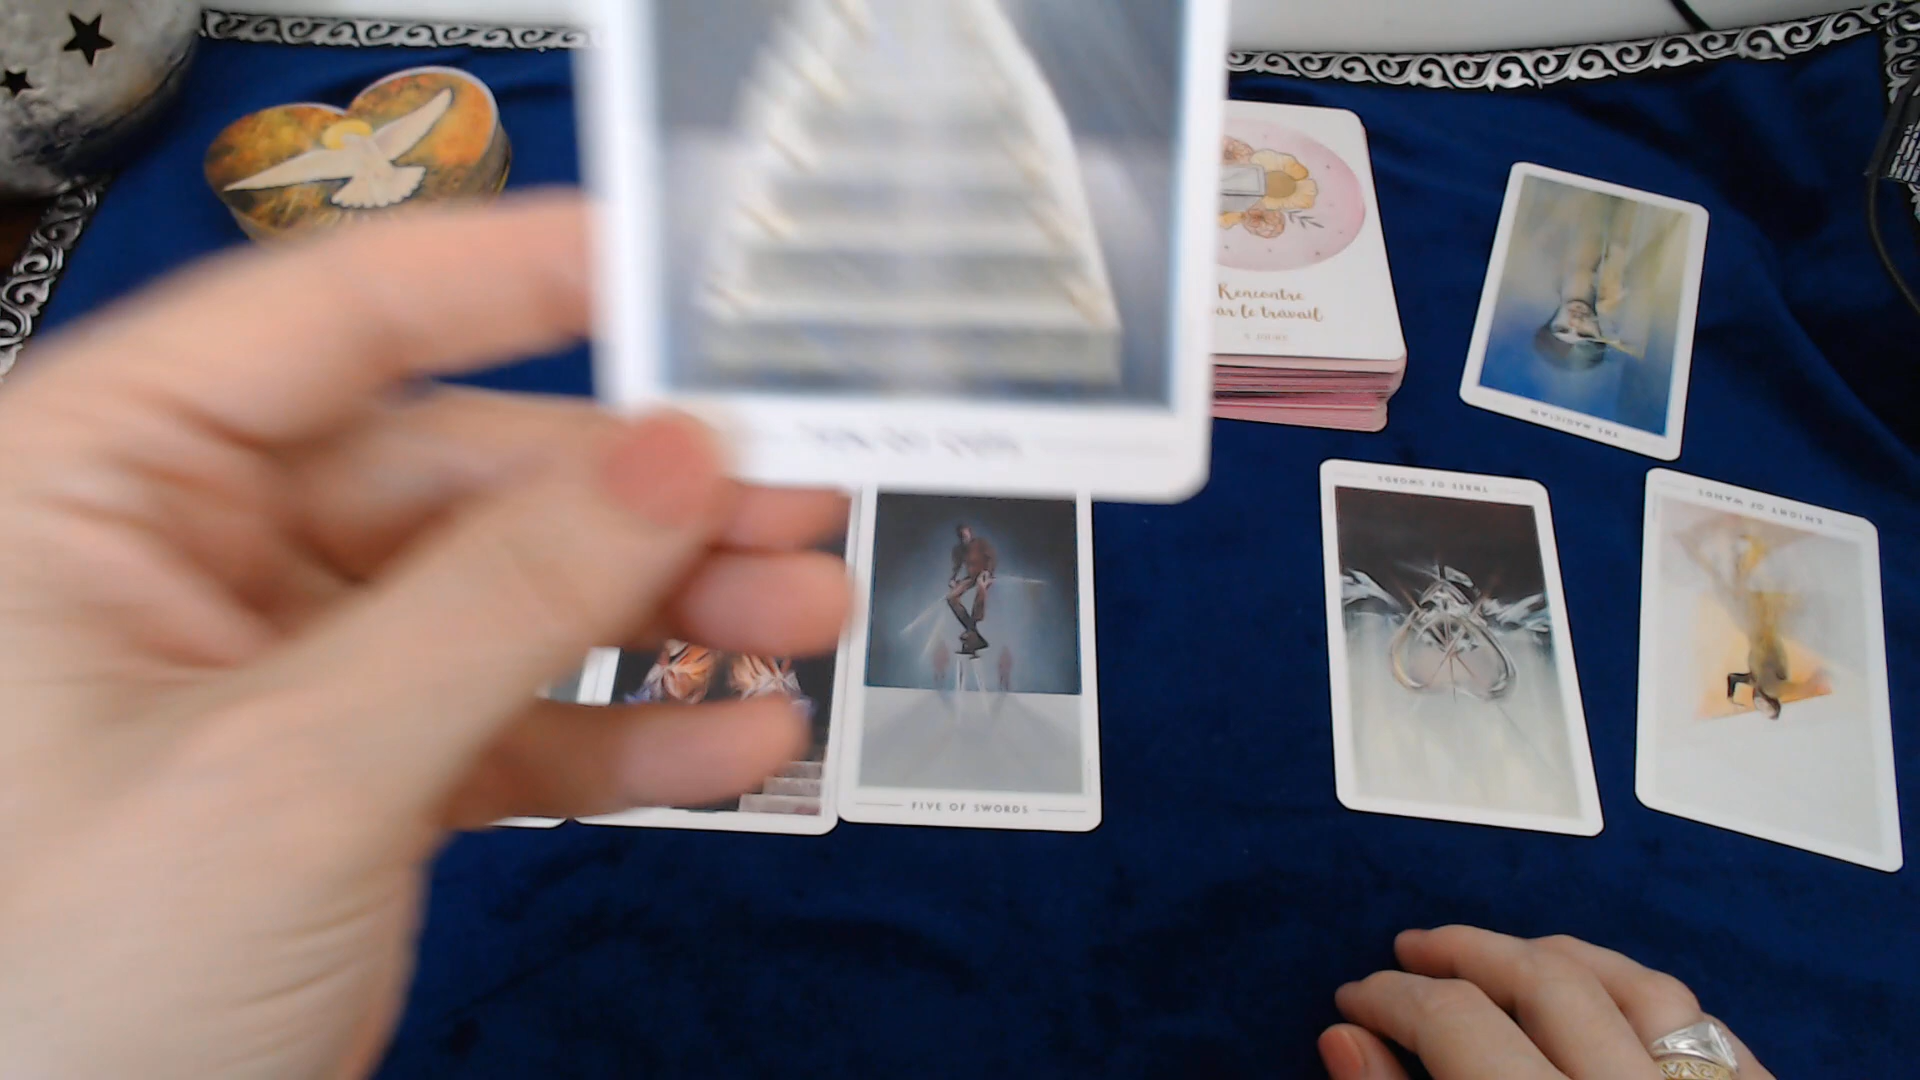 Rencontre
par le travail
THE MAGICIAN
THREE OF SWORDS
KNIGHT OF WANDS
FIVE OF SWORDS